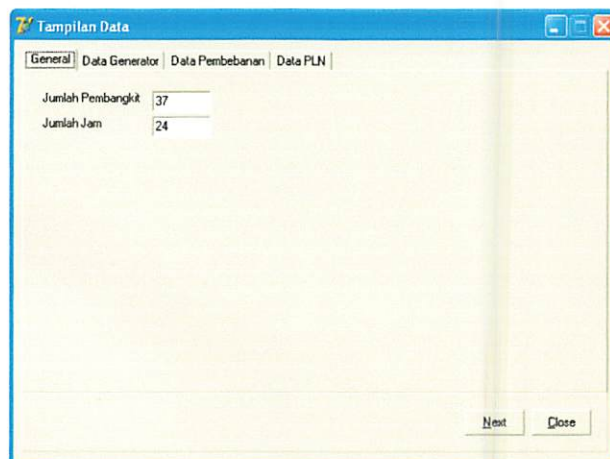 Tampilan Data
General Data Generator Data Pembebanan Data PLN
Jumlah Pembangkit 37
Jumlah Jam 24
Next Close